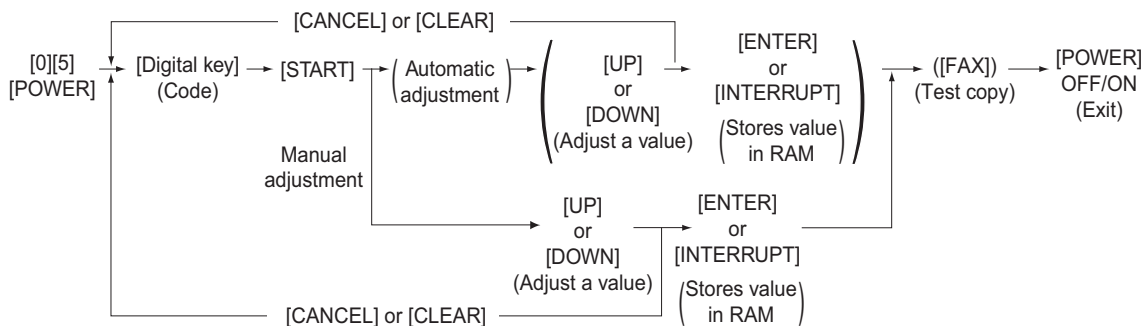 [CANCEL] or [CLEAR]
[0][5]
[POWER]
[Digital key]
(Code)
[START]
(Automatic
adjustment)
[UP]
or
[DOWN]
(Adjust a value)
[ENTER]
or
[INTERRUPT]
(Stores value
in RAM)
([FAX])
(Test copy)
[POWER]
OFF/ON
(Exit)
Manual
adjustment
[UP]
or
[DOWN]
(Adjust a value)
[ENTER]
or
[INTERRUPT]
(Stores value
in RAM)
[CANCEL] or [CLEAR]